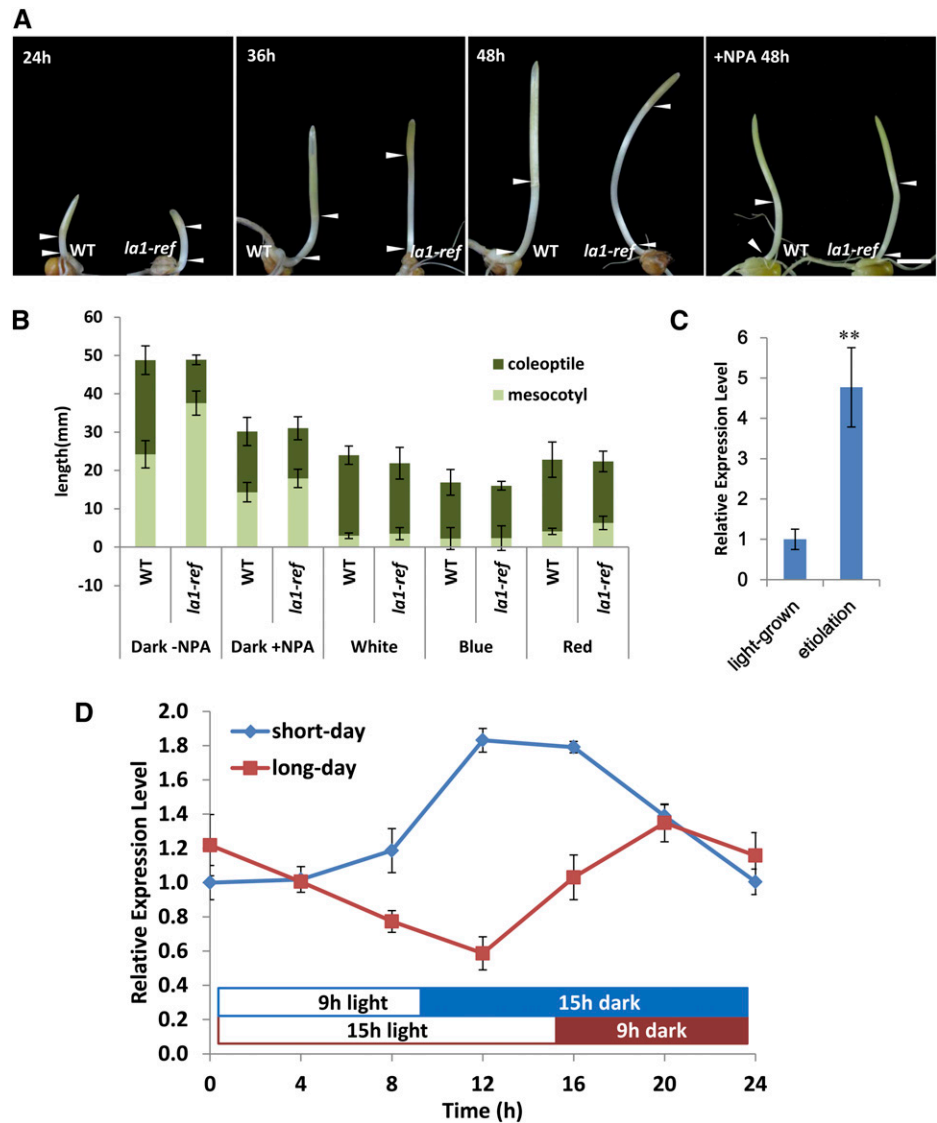 A
24h
36h
48h
+NPA 48h
WT
la1-ref
WT
la1-ref
WT
la1-ref
WT
la1-ref
B
60
50
40
30
20
10
0
-10
length(mm)
coleoptile
mesocotyl
WT
la1-ref
WT
la1-ref
WT
la1-ref
WT
la1-ref
WT
la1-ref
Dark -NPA
Dark +NPA
White
Blue
Red
C
Relative Expression Level
6
5
4
3
2
1
0
**
light-grown
etiolation
D
Relative Expression Level
2.0
1.8
1.6
1.4
1.2
1.0
0.8
0.6
0.4
0.2
0.0
short-day
long-day
9h light
15h dark
15h light
9h dark
0
4
8
12
16
20
24
Time (h)